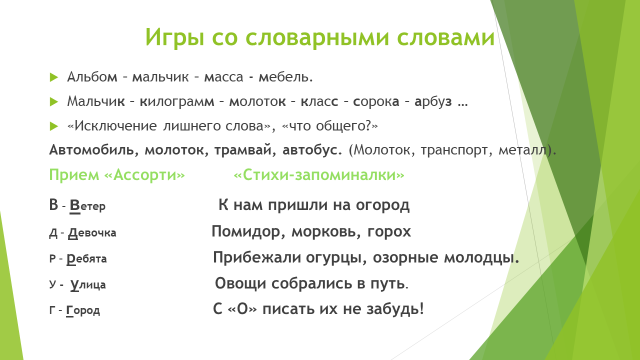 Игры со словарными словами
Альбом – мальчик – масса - мебель.
Мальчик – килограмм – молоток – класс – сорока – арбуз …
«Исключение лишнего слова», «что общего?»
Автомобиль, молоток, трамвай, автобус. (Молоток, транспорт, металл).
Прием «Ассорти» «Стихи-запоминалки»
В – ветер К нам пришли на огород
Д – девочка Помидор, морковь, горох
Р – ребята Прибежали огурцы, озорные молодцы.
У - улица Овощи собрались в путь.
Г – город С «О» писать их не забудь!